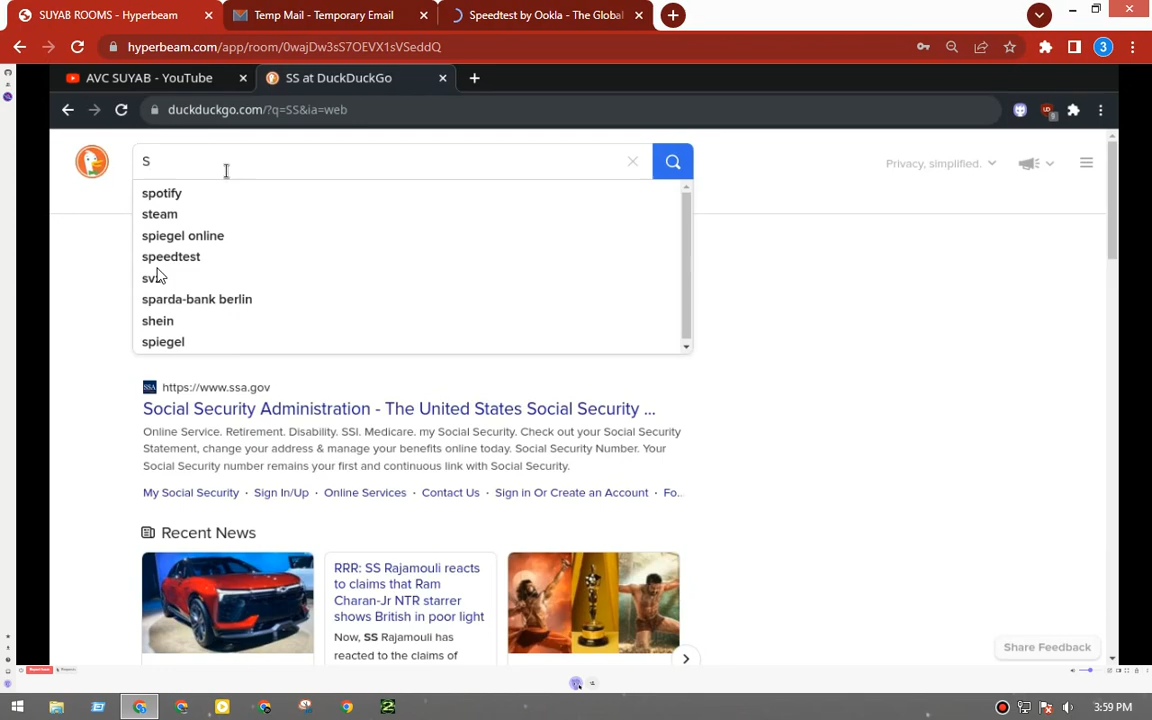 SUYAB ROOMS - Hyperbeam
Temp Mail - Temporary Email
Speedtest by Ookla - The Global
hyperbeam.com/app/room/0wajDw3sS7OEVX1sVSeddQ
3
AVC SUYAB - YouTube
SS at DuckDuckGo
duckduckgo.com/?q=SS&ia=web
9
S
Privacy, simplified.
spotify
steam
spiegel online
speedtest
sparda-bank berlin
shein
spiegel
SSA
https://www.ssa.gov
Social Security Administration - The United States Social Security ...
Online Service. Retirement. Disability. SSI. Medicare. my Social Security. Check out your Social Security
Statement, change your address & manage your benefits online today. Social Security Number. Your
Social Security number remains your first and continuous link with Social Security.
My Social Security · Sign In/Up · Online Services · Contact Us · Sign in Or Create an Account · Fo...
Recent News
RRR: SS Rajamouli reacts
to claims that Ram
Charan-Jr NTR starrer
shows British in poor light
Now, SS Rajamouli has
reacted to the claims of
Share Feedback
3:59 PM